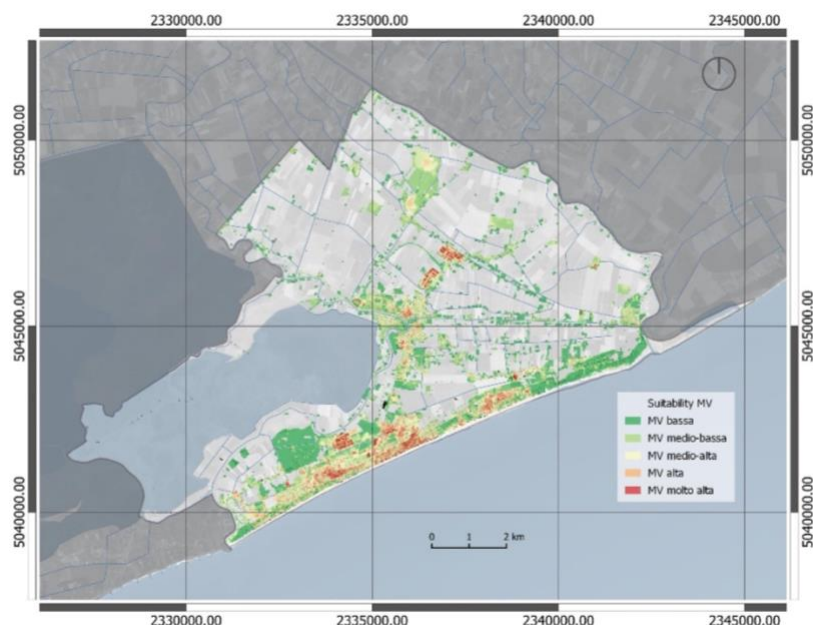 2330000.00 2335000.00 2340000.00 2345000.00
5050000.00 5050000.00
5045000.00 5045000.00
Suitability MV
MV bassa
MV medio-bassa
MV medio-alta
MV alta
MV molto alta
5040000.00 5040000.00
0 1 2 km
2330000.00 2335000.00 2340000.00 2345000.00